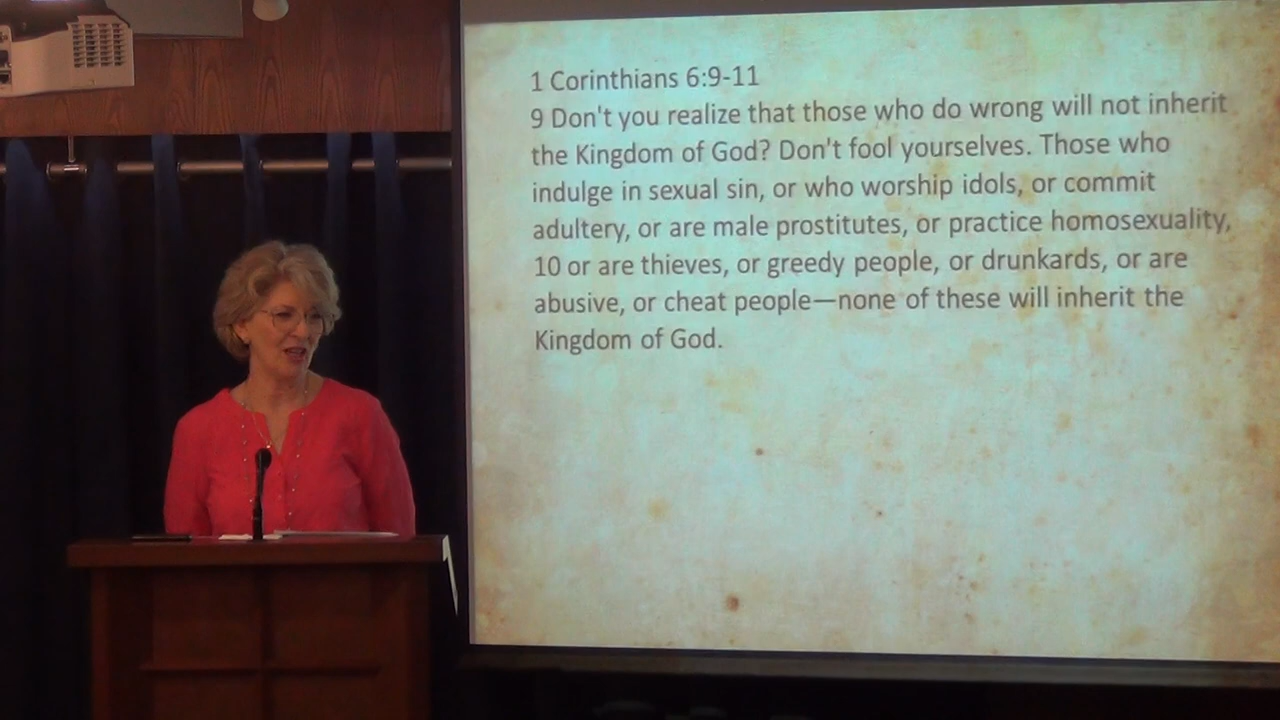 1 Corinthians 6:9-11
9 Don't you realize that those who do wrong will not inherit
the Kingdom of God? Don't fool yourselves. Those who
indulge in sexual sin, or who worship idols, or commit
adultery, or are male prostitutes, or practice homosexuality,
10 or are thieves, or greedy people, or drunkards, or are
abusive, or cheat people—none of these will inherit the
Kingdom of God.